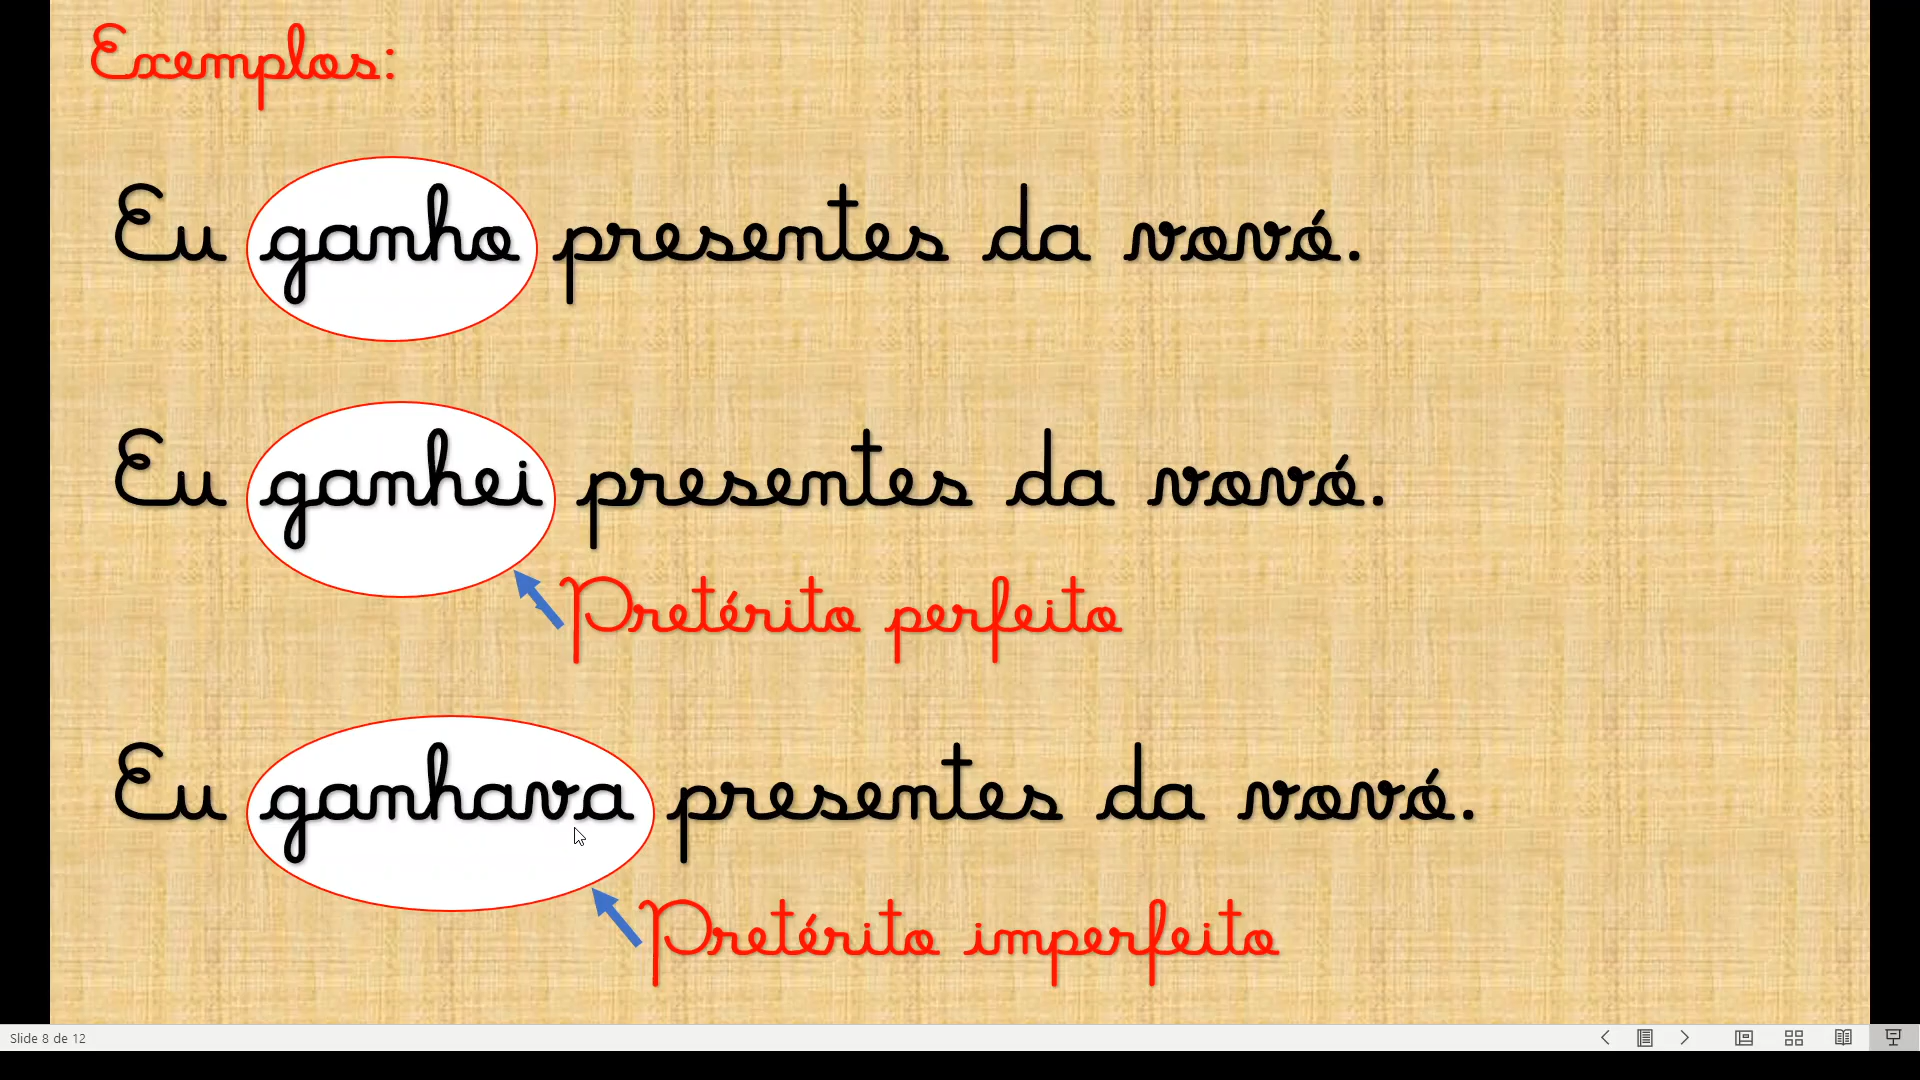 Exemplos:
Eu ganho presentes da vovó.
Eu ganhei presentes da vovó.
Pretérito perfeito
Eu ganhava presentes da vovó.
Pretérito imperfeito
Slide 8 de 12